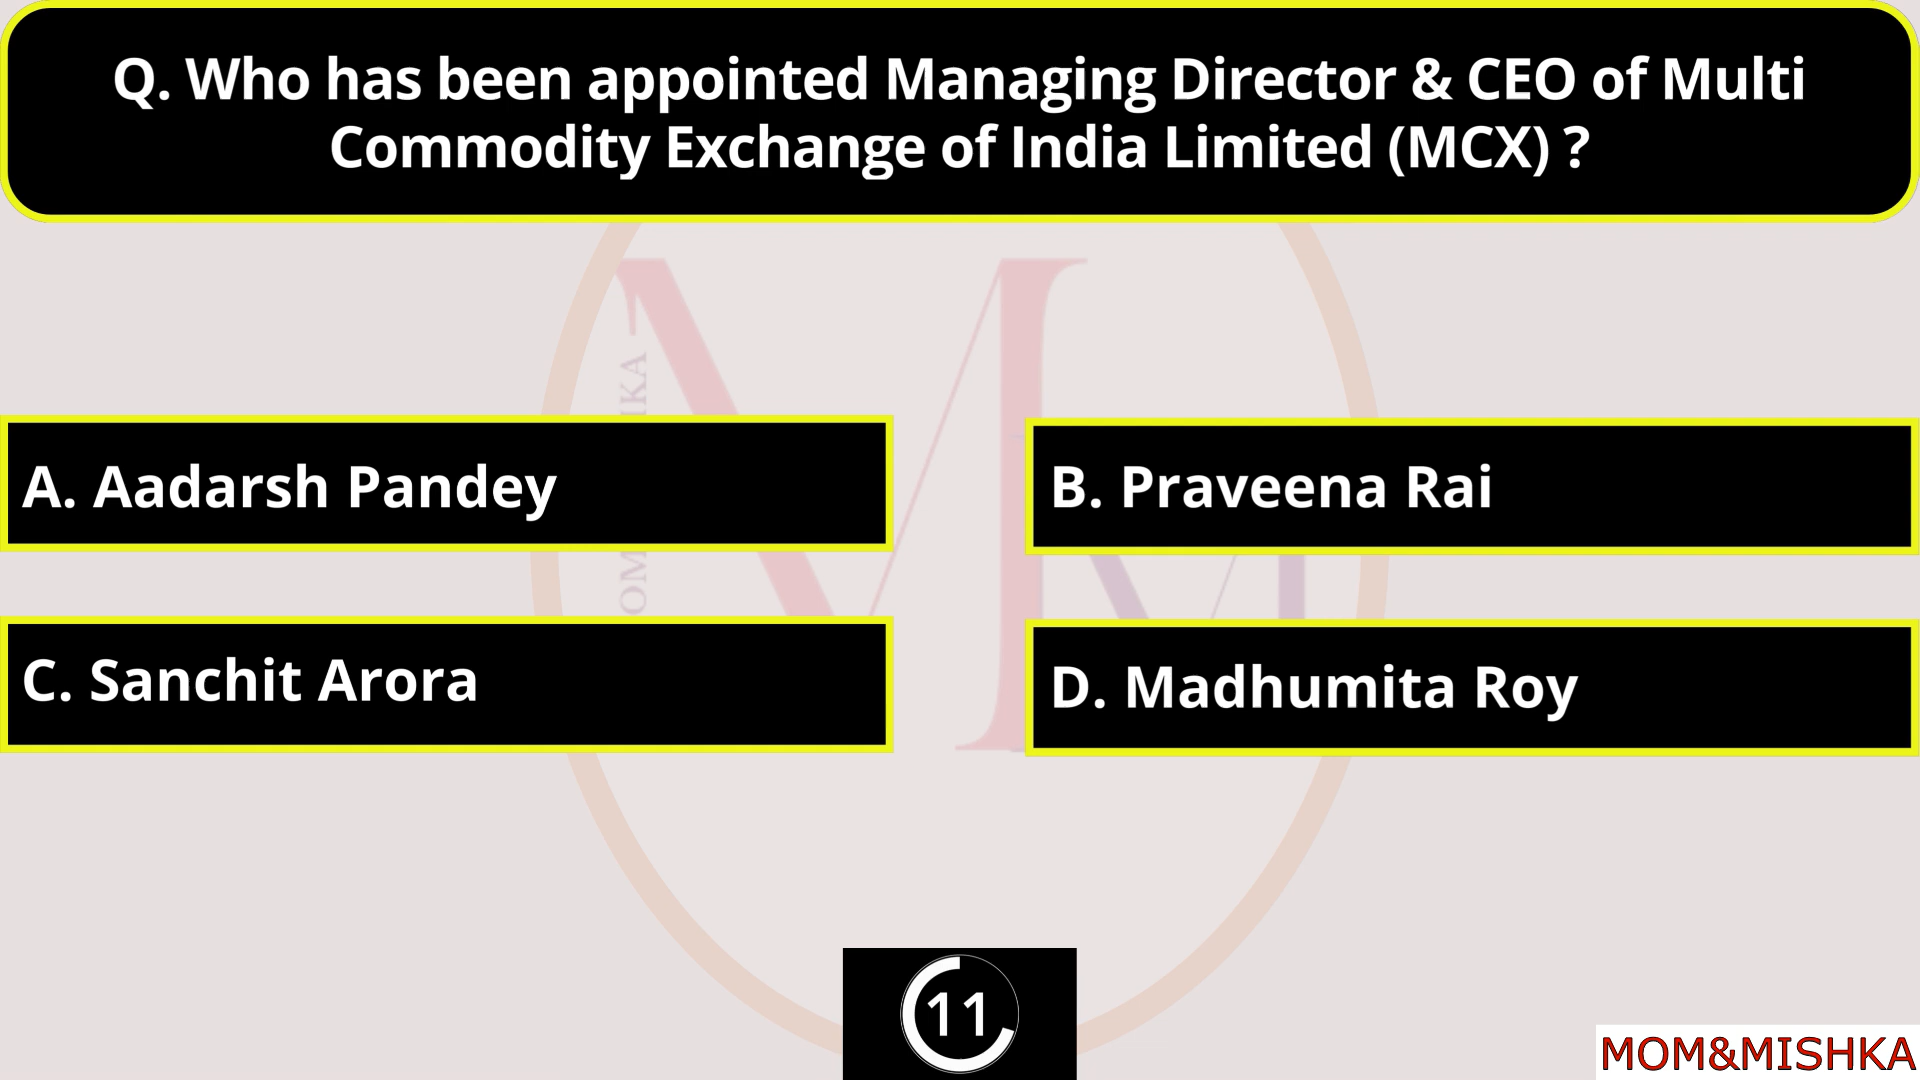 Q. Who has been appointed Managing Director & CEO of Multi
Commodity Exchange of India Limited (MCX) ?
A. Aadarsh Pandey
B. Praveena Rai
C. Sanchit Arora
D. Madhumita Roy
11
MOM&MISHKA